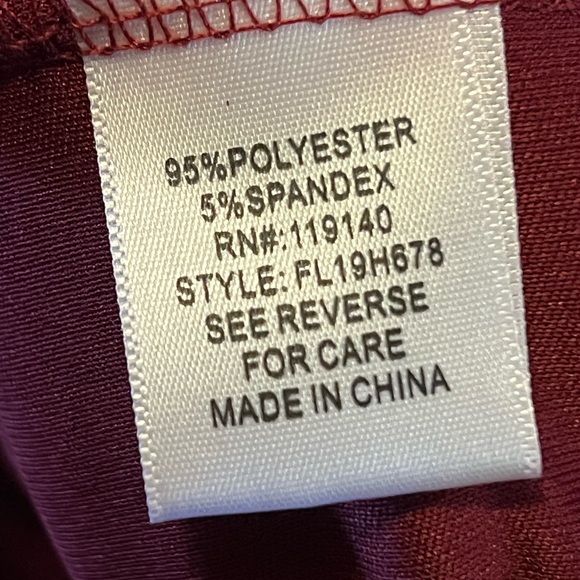 95%POLYESTER
5%SPANDEX
RN#:119140
STYLE: FL19H678
SEE REVERSE
FOR CARE
MADE IN CHINA